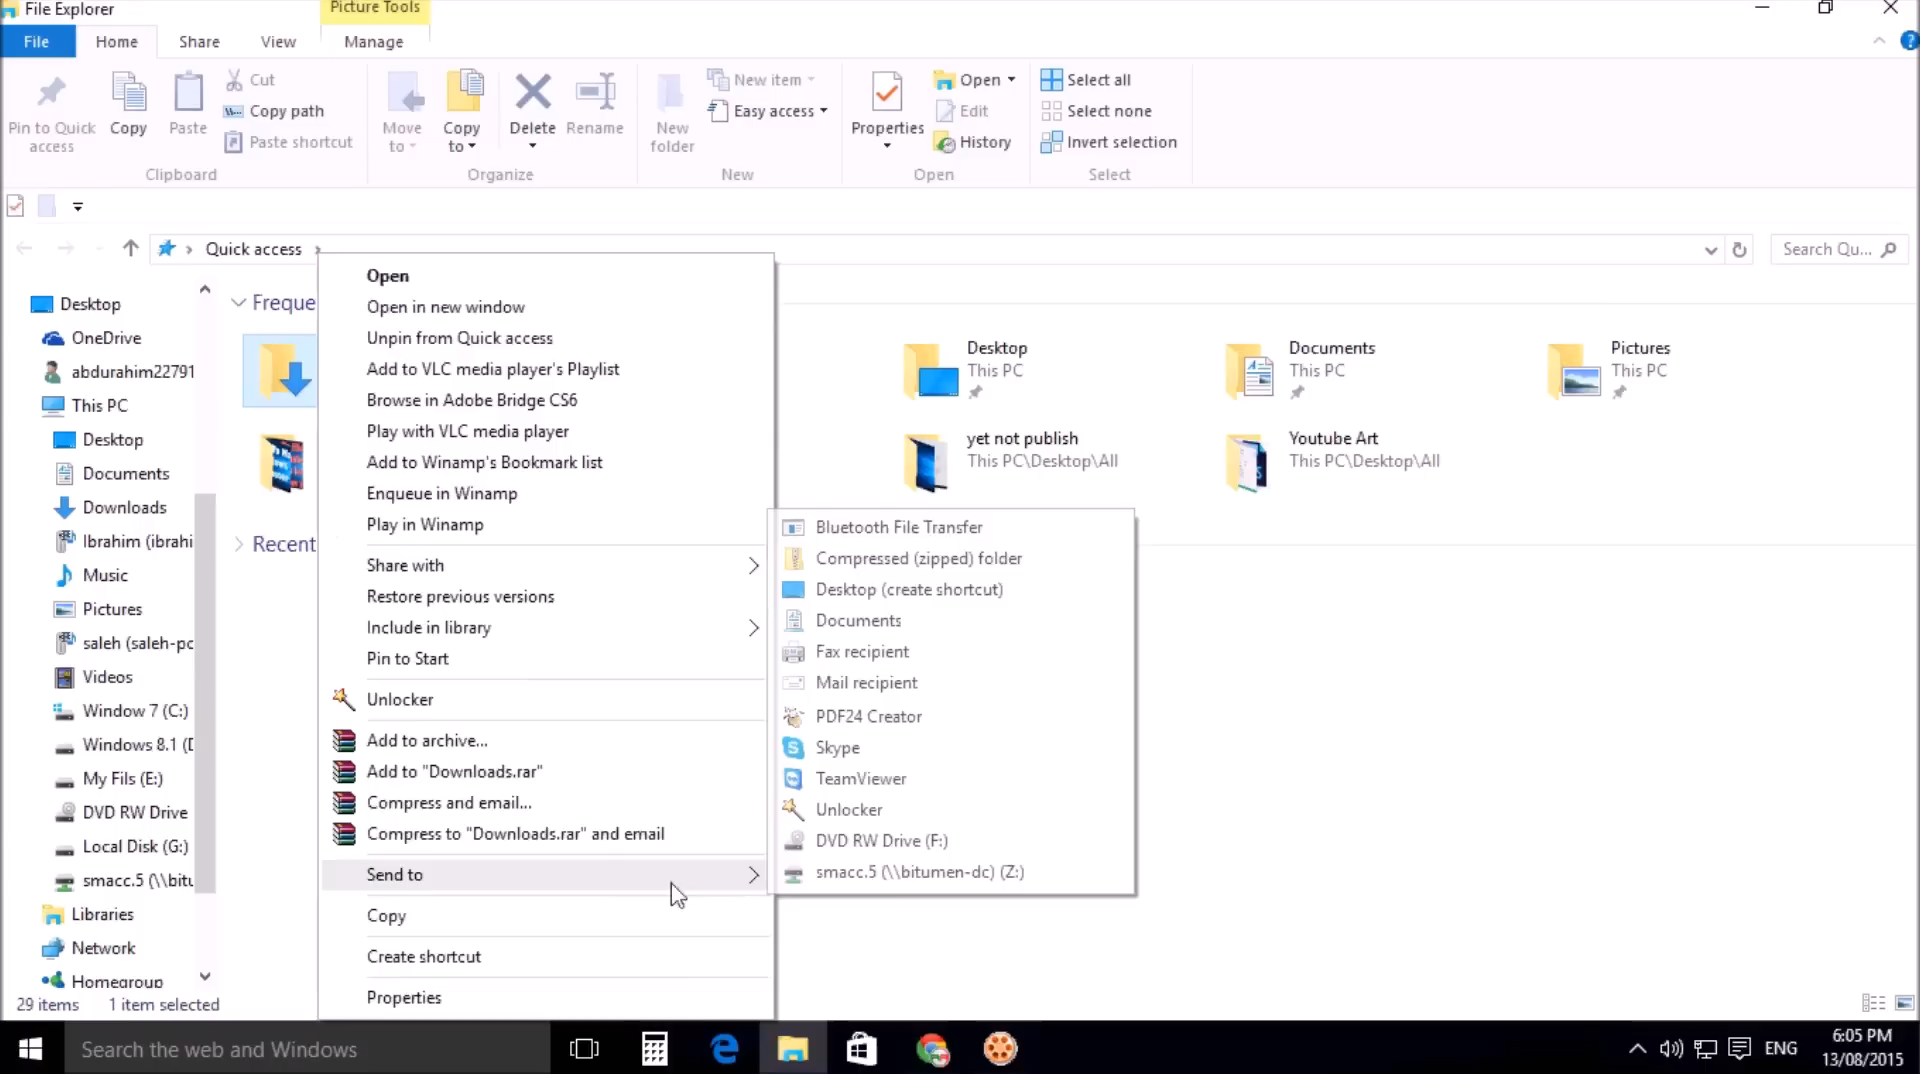 File Explorer
Picture Tools
File
Home
Share
View
Manage
Pin to Quick
access
Copy
Paste
Cut
Copy path
Paste shortcut
Clipboard
Move
to
Copy
to
Delete
Rename
Organize
New
folder
New item
Easy access
New
Properties
Open
Edit
History
Open
Select all
Select none
Invert selection
Select
Quick access
Search Qu...
Desktop
OneDrive
abdurahim22791
This PC
Desktop
Documents
Downloads
Ibrahim (ibrahi
Music
Pictures
saleh (saleh-pc
Videos
Window 7 (C:)
Windows 8.1 (D
My Fils (E:)
DVD RW Drive
Local Disk (G:)
smacc.5 (\\bitu
Libraries
Network
Homegroup
29 items 1 item selected
Freque
Recent
Desktop
This PC
Documents
This PC
Pictures
This PC
yet not publish
This PC\Desktop\All
Youtube Art
This PC\Desktop\All
Open
Open in new window
Unpin from Quick access
Add to VLC media player's Playlist
Browse in Adobe Bridge CS6
Play with VLC media player
Add to Winamp's Bookmark list
Enqueue in Winamp
Play in Winamp
Share with
Restore previous versions
Include in library
Pin to Start
Unlocker
Add to archive...
Add to "Downloads.rar"
Compress and email...
Compress to "Downloads.rar" and email
Send to
Copy
Create shortcut
Properties
Bluetooth File Transfer
Compressed (zipped) folder
Desktop (create shortcut)
Documents
Fax recipient
Mail recipient
PDF24 Creator
Skype
TeamViewer
Unlocker
DVD RW Drive (F:)
smacc.5 (\\bitumen-dc) (Z:)
Search the web and Windows
ENG
6:05 PM
13/08/2015